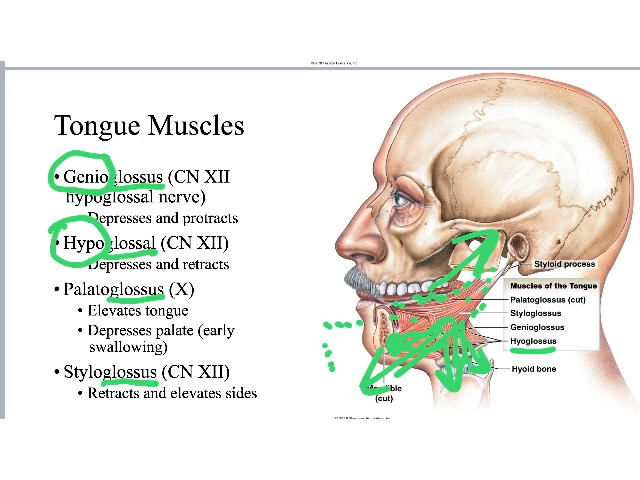 Tongue Muscles
• Genioglossus (CN XII
hypoglossal nerve)
Depresses and protracts
• Hypoglossal (CN XII)
Depresses and retracts
• Palatoglossus (X)
• Elevates tongue
• Depresses palate (early
swallowing)
• Styloglossus (CN XII)
• Retracts and elevates sides
Styloid process
Muscles of the Tongue
Palatoglossus (cut)
Styloglossus
Genioglossus
Hyoglossus
Hyoid bone
Mandible
(cut)